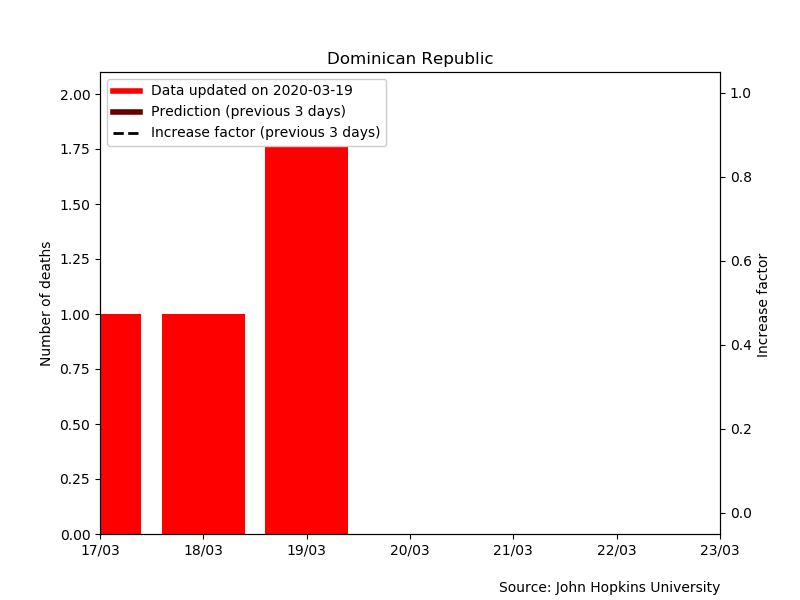 Dominican Republic
Data updated on 2020-03-19
Prediction (previous 3 days)
Increase factor (previous 3 days)
Number of deaths
2.00
1.75
1.50
1.25
1.00
0.75
0.50
0.25
0.00
1.0
0.8
0.6
0.4
0.2
0.0
Increase factor
17/03 18/03 19/03 20/03 21/03 22/03 23/03
Source: John Hopkins University